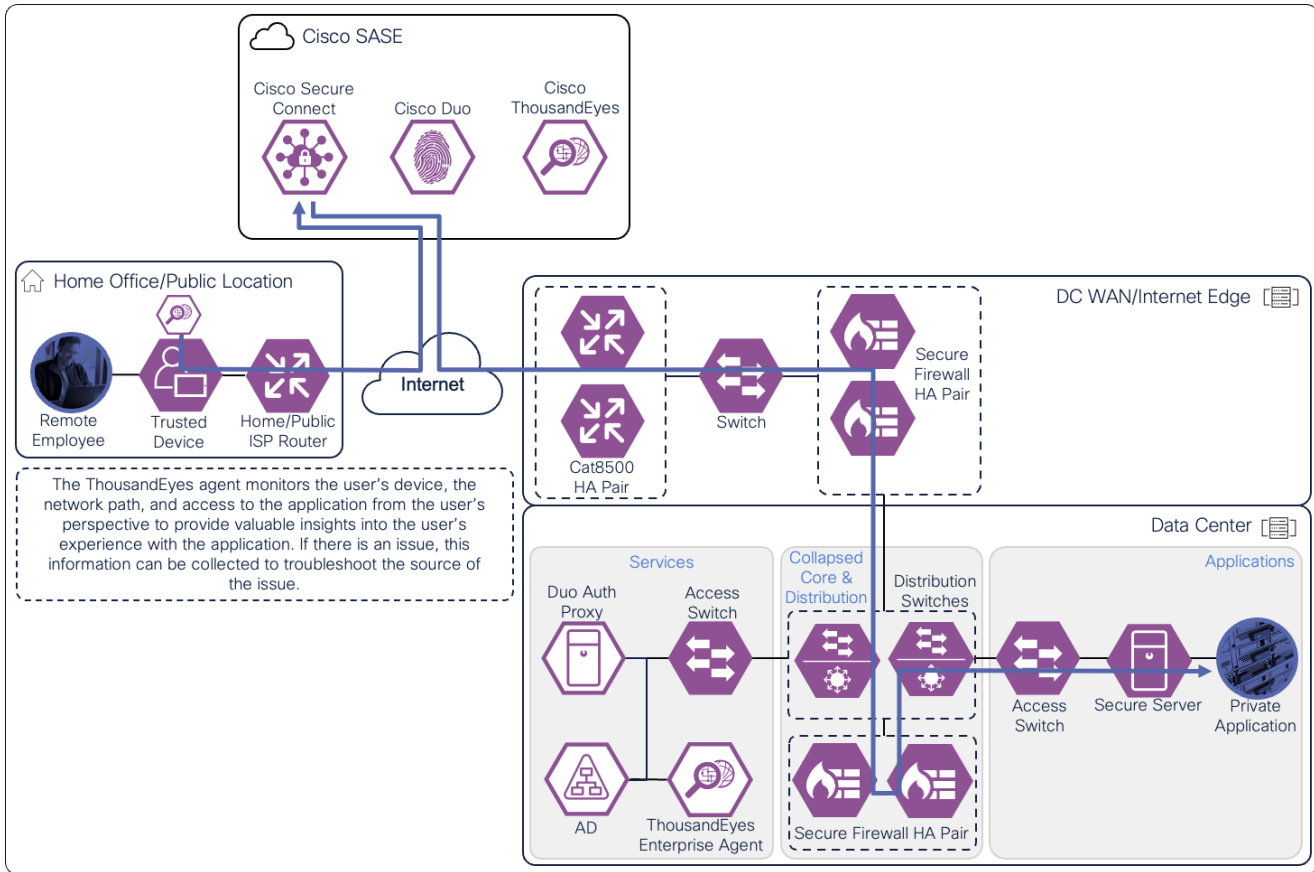 Cisco SASE
Cisco Secure
Connect
Cisco Duo
Cisco
ThousandEyes
Home Office/Public Location
Remote
Employee
Trusted
Device
Home/Public
ISP Router
Internet
DC WAN/Internet Edge
Cat8500
HA Pair
Switch
Secure
Firewall
HA Pair
The ThousandEyes agent monitors the user's device, the
network path, and access to the application from the user's
perspective to provide valuable insights into the user's
experience with the application. If there is an issue, this
information can be collected to troubleshoot the source of
the issue.
Data Center
Services
Duo Auth
Proxy
Access
Switch
AD
ThousandEyes
Enterprise Agent
Collapsed
Core &
Distribution
Distribution
Switches
Secure Firewall HA Pair
Applications
Access
Switch
Secure Server
Private
Application